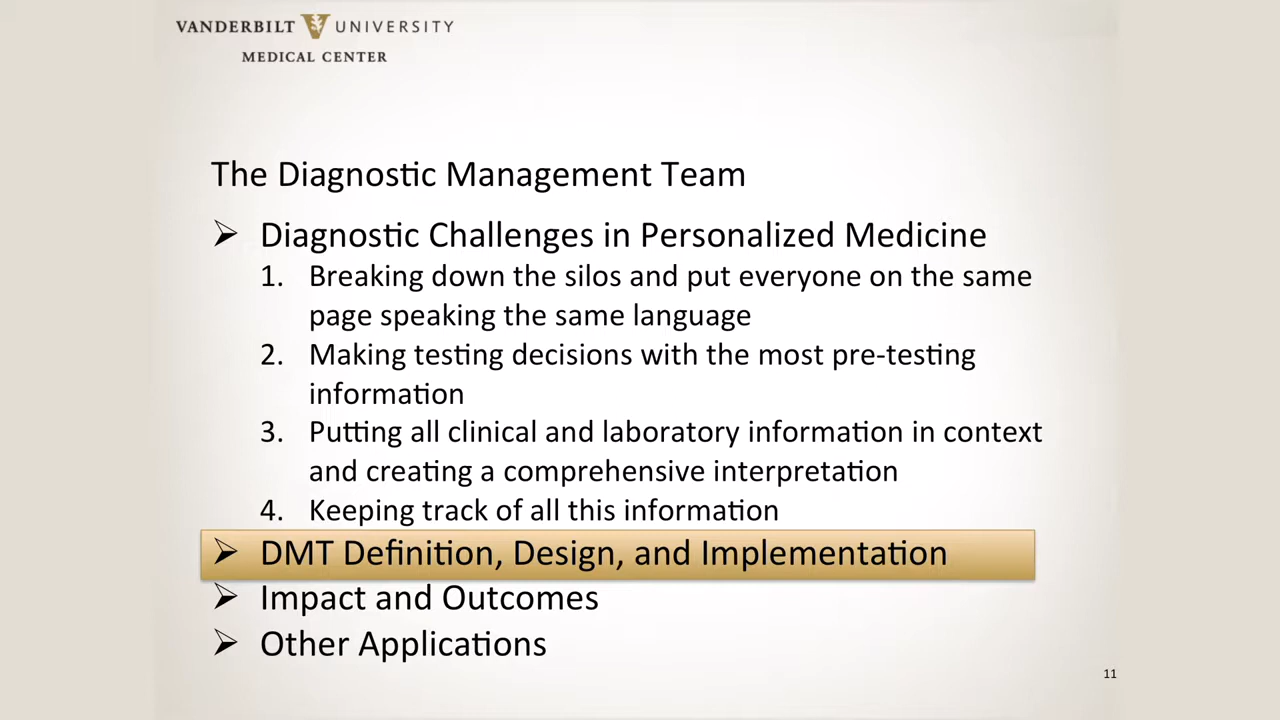 VANDERBILT UNIVERSITY
MEDICAL CENTER
The Diagnostic Management Team
➢ Diagnostic Challenges in Personalized Medicine
1. Breaking down the silos and put everyone on the same
page speaking the same language
2. Making testing decisions with the most pre-testing
information
3. Putting all clinical and laboratory information in context
and creating a comprehensive interpretation
4. Keeping track of all this information
➢ DMT Definition, Design, and Implementation
➢ Impact and Outcomes
➢ Other Applications
11